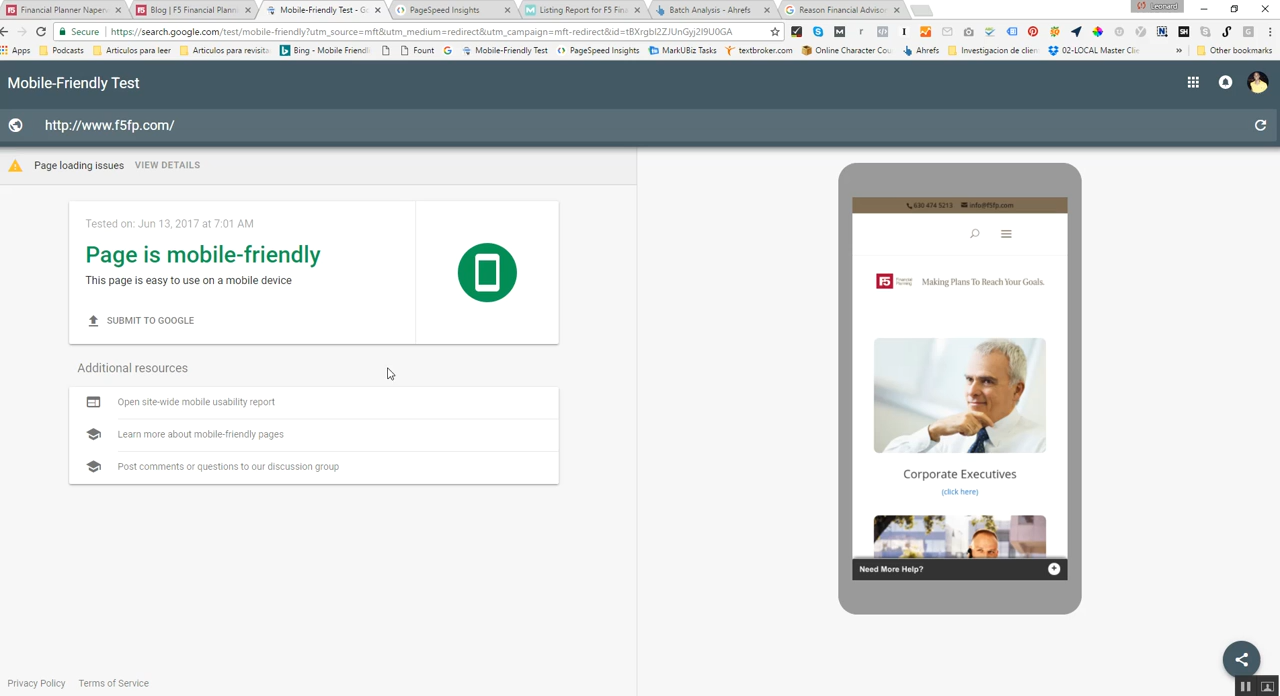 Leonard
Financial Planner Naper
Blog | F5 Financial Plann
Mobile-Friendly Test - Go
PageSpeed Insights
Listing Report for F5 Fina
Batch Analysis - Ahrefs
Reason Financial Advisor
Secure
https://search.google.com/test/mobile-friendly?utm_source=mft&utm_medium=redirect&utm_campaign=mft-redirect&id=tBXrgbl2ZJUnGyj2I9U0GA
Apps
Podcasts
Articulos para leer
Articulos para revista
Bing - Mobile Friendl
Fount
Mobile-Friendly Test
PageSpeed Insights
MarkUBiz Tasks
textbroker.com
Online Character Cou
Ahrefs
Investigacion de clien
02-LOCAL Master Clie
»
Other bookmarks
Mobile-Friendly Test
http://www.f5fp.com/
Page loading issues VIEW DETAILS
Tested on: Jun 13, 2017 at 7:01 AM
Page is mobile-friendly
This page is easy to use on a mobile device
SUBMIT TO GOOGLE
Additional resources
Open site-wide mobile usability report
Learn more about mobile-friendly pages
Post comments or questions to our discussion group
630 474 5213 info@f5fp.com
F5 Financial Planning Making Plans To Reach Your Goals.
Corporate Executives
(click here)
Need More Help?
Privacy Policy Terms of Service